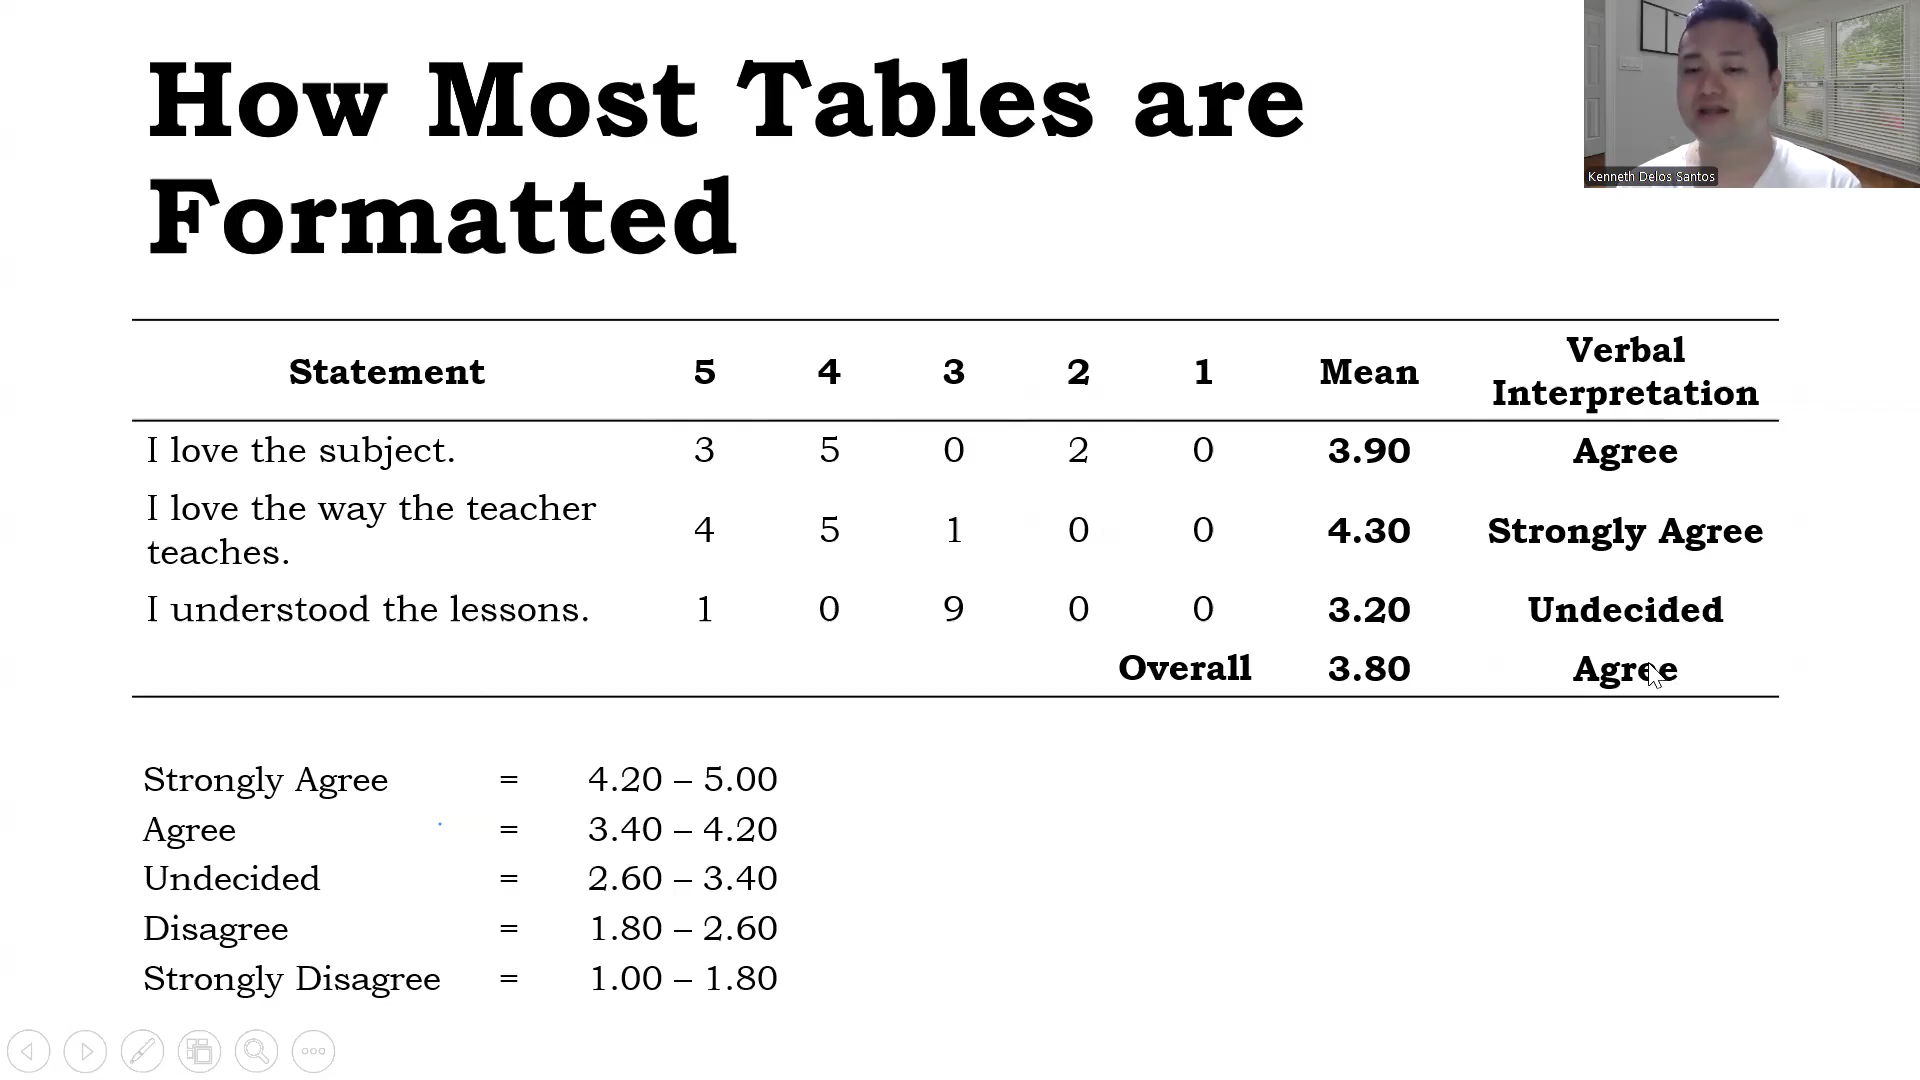 How Most Tables are
Formatted
Kenneth Delos Santos
Statement 5 4 3 2 1 Mean Verbal Interpretation
I love the subject. 3 5 0 2 0 3.90 Agree
I love the way the teacher
teaches. 4 5 1 0 0 4.30 Strongly Agree
I understood the lessons. 1 0 9 0 0 3.20 Undecided
Overall 3.80 Agree
Strongly Agree = 4.20 – 5.00
Agree = 3.40 – 4.20
Undecided = 2.60 – 3.40
Disagree = 1.80 – 2.60
Strongly Disagree = 1.00 – 1.80